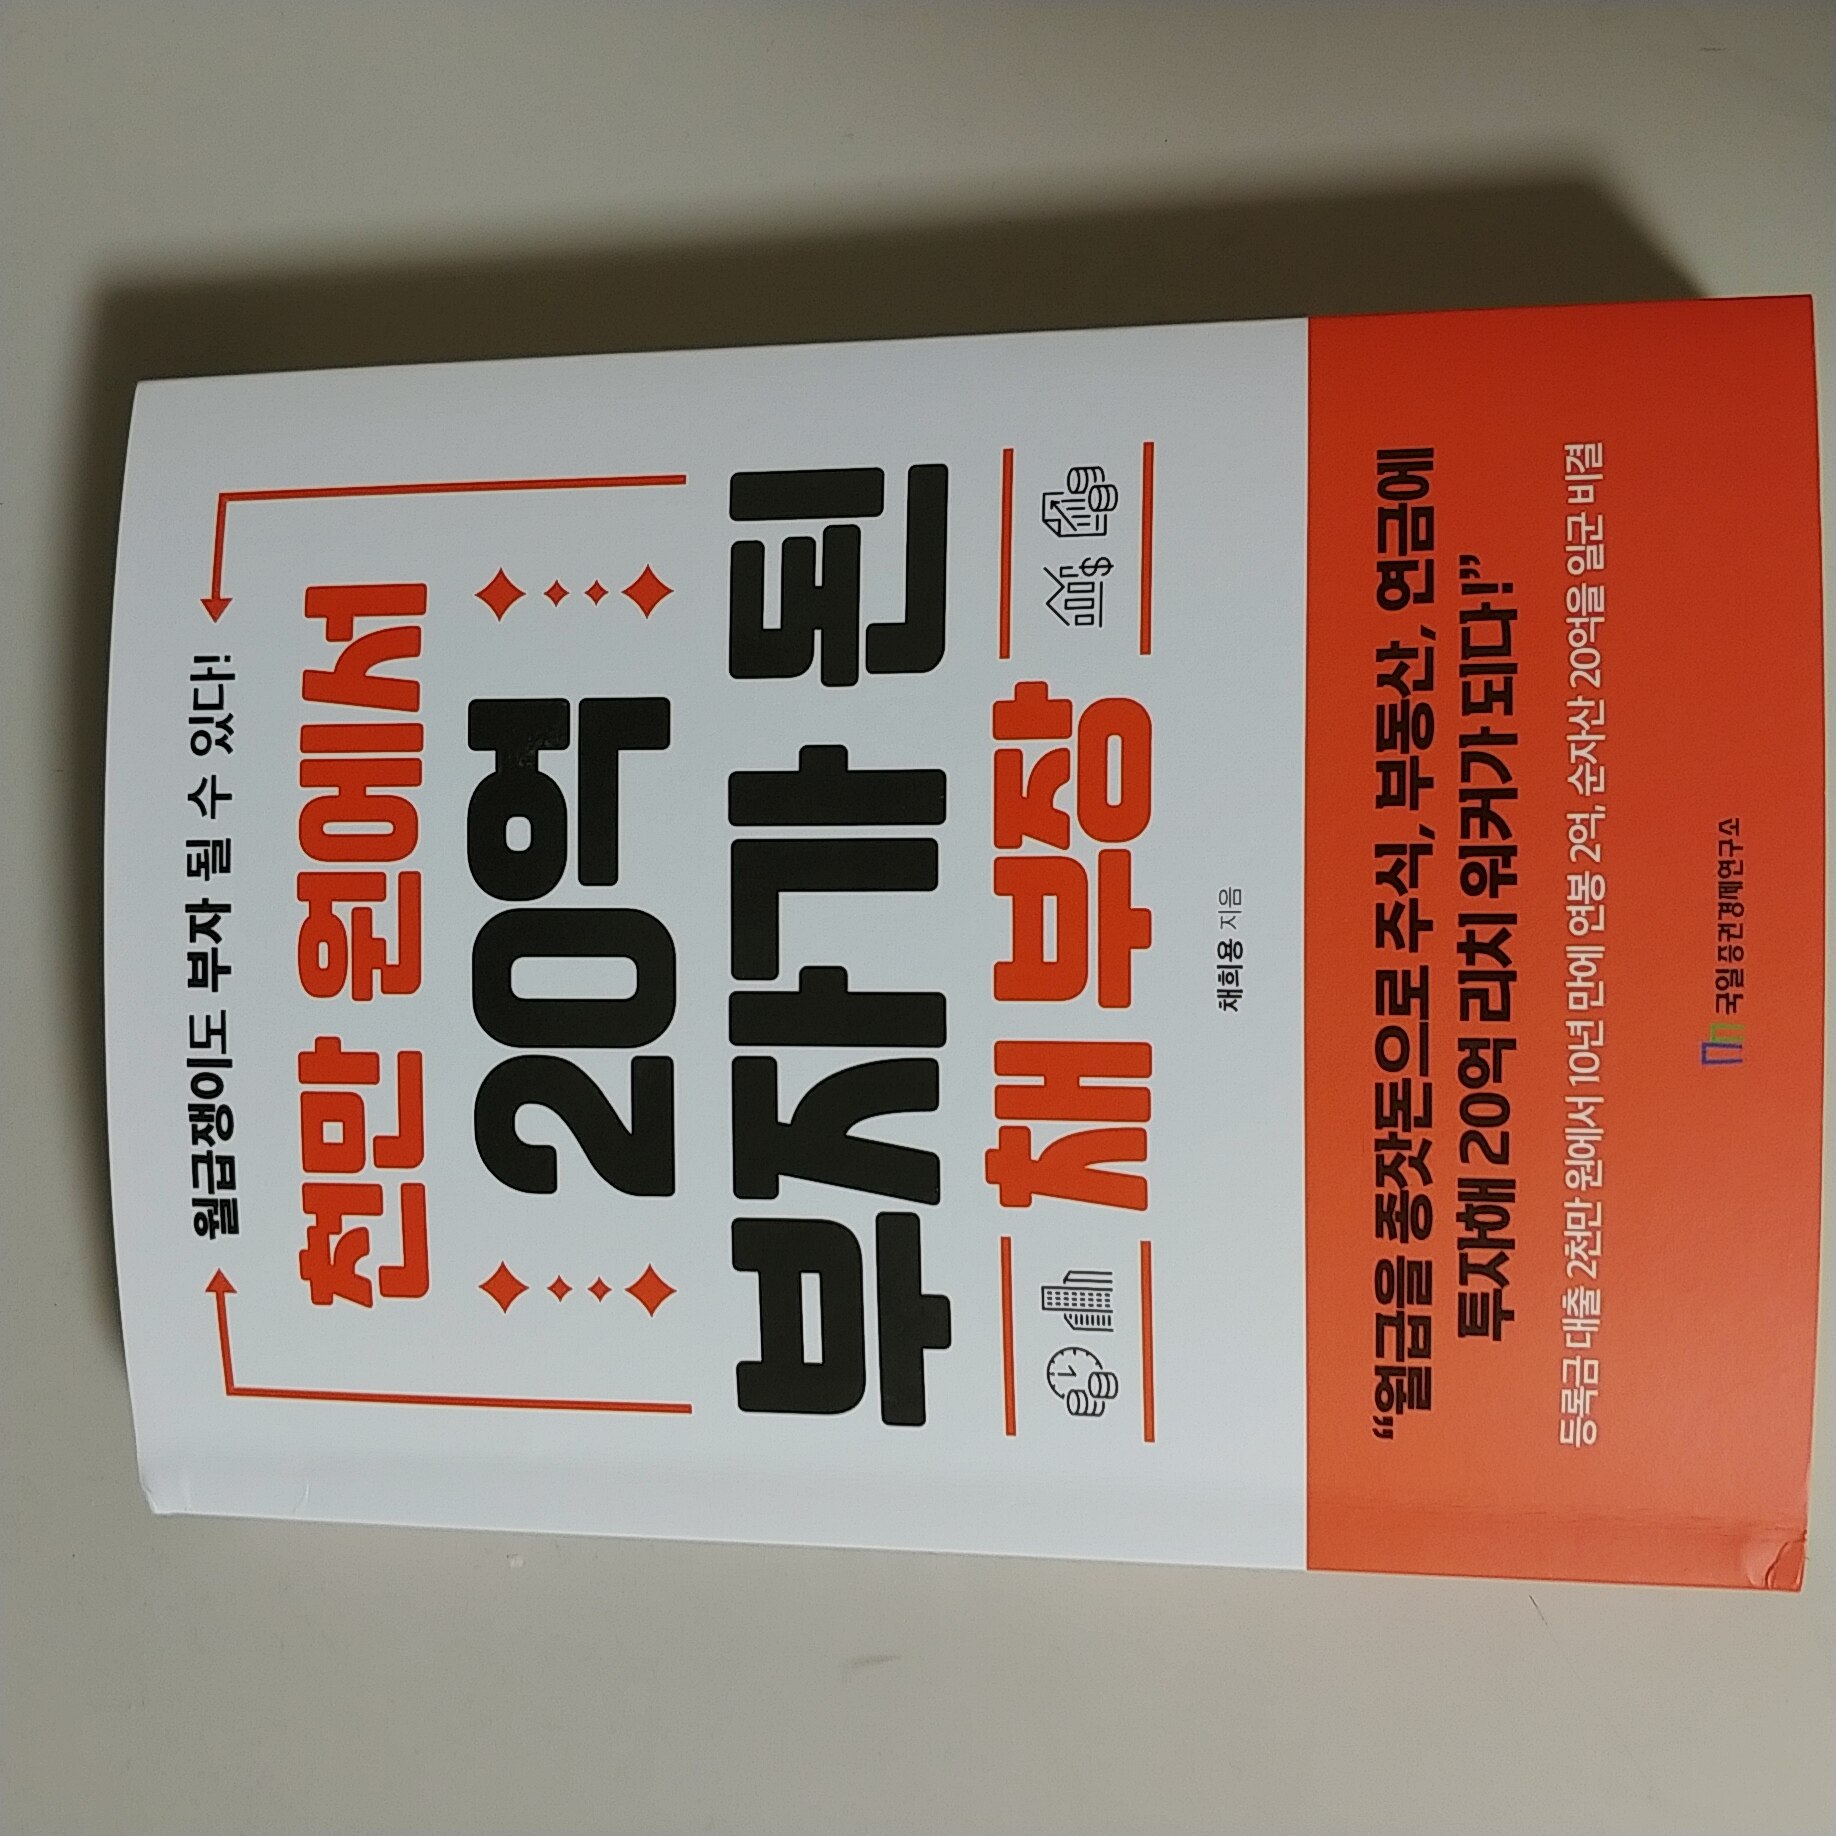 월급쟁이도 부자 될 수 있다!
천만 원에서
20억
부자가 된
채 부장
채희용 지음
“월급을 종잣돈으로 주식, 부동산, 연금에
투자해 20억 리치 워커가 되다!”
등록금 대출 2천만 원에서 10년 만에 연봉 2억, 순자산 20억을 일군 비결
국일증권경제연구소